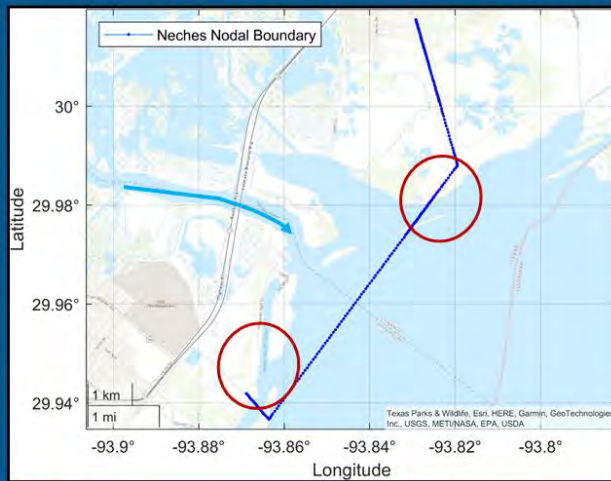 Neches Nodal Boundary
30°
29.98°
29.96°
29.94°
Latitude
1 km
1 mi
Texas Parks & Wildlife, Esri, HERE, Garmin, GeoTechnologies
Inc., USGS, METI/NASA, EPA, USDA
-93.9° -93.88° -93.86° -93.84° -93.82° -93.8°
Longitude